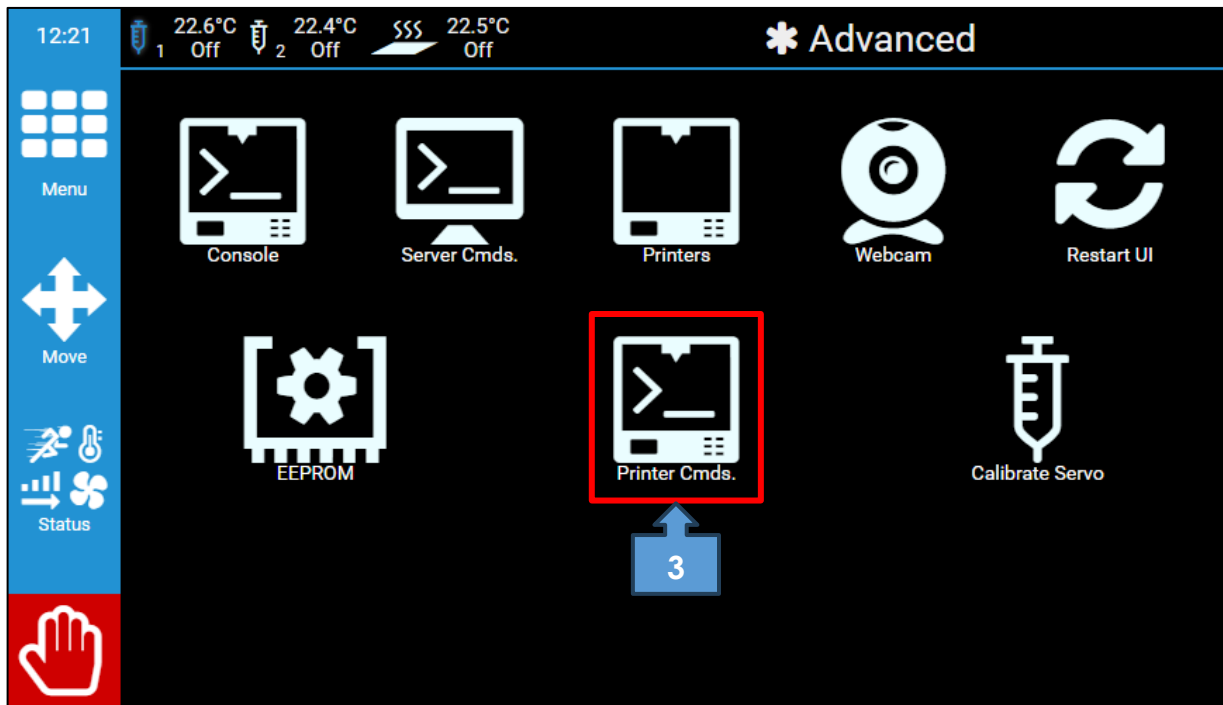 12:21
1 22.6°C Off
2 22.4°C Off
22.5°C Off
Advanced
Menu
Move
Status
Console
Server Cmds.
Printers
Webcam
Restart UI
EEPROM
Printer Cmds.
Calibrate Servo
3